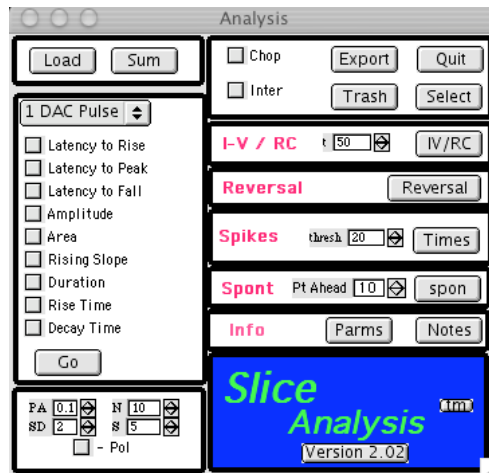 Analysis
Load Sum
Chop Export Quit
Inter Trash Select
1 DAC Pulse
Latency to Rise
Latency to Peak
Latency to Fall
Amplitude
Area
Rising Slope
Duration
Rise Time
Decay Time
Go
I-V / RC t 50 IV/RC
Reversal Reversal
Spikes thresh 20 Times
Spont Pt Ahead 10 spon
Info Parms Notes
PA 0.1 N 10
SD 2 S 5
- Pol
Slice
Analysis tm
Version 2.02